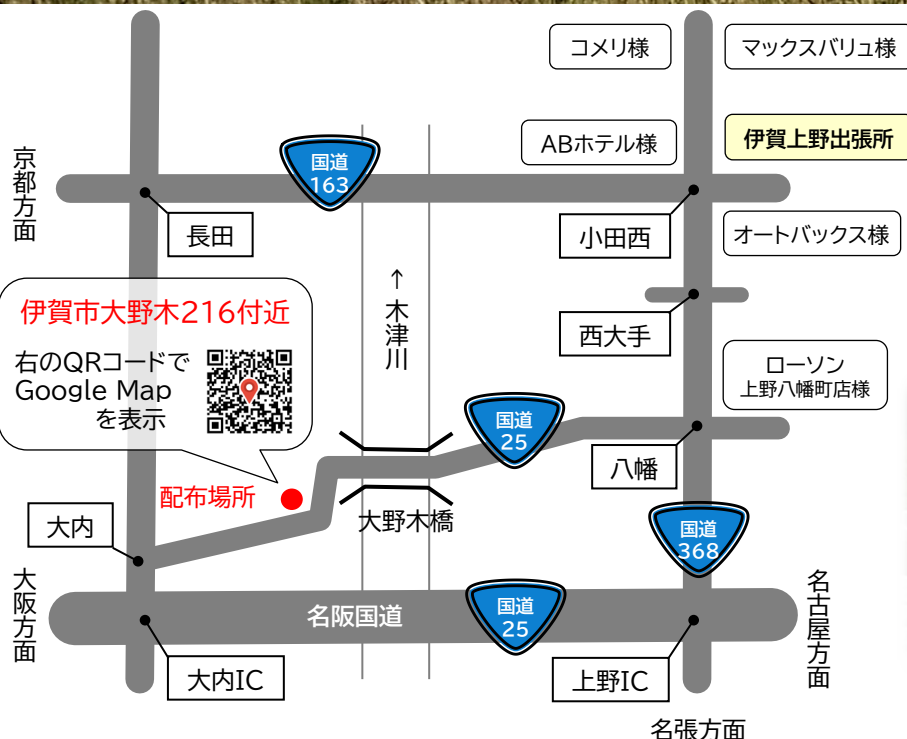 コメリ様
マックスバリュ様
ABホテル様
伊賀上野出張所
京都方面
国道
163
長田
小田西
オートバックス様
伊賀市大野木216付近
右のQRコードで
Google Map
を表示
↑木津川
西大手
ローソン
上野八幡町店様
国道
25
八幡
配布場所
大野木橋
大内
国道
368
大阪方面
名阪国道
国道
25
名古屋方面
大内IC
上野IC
名張方面